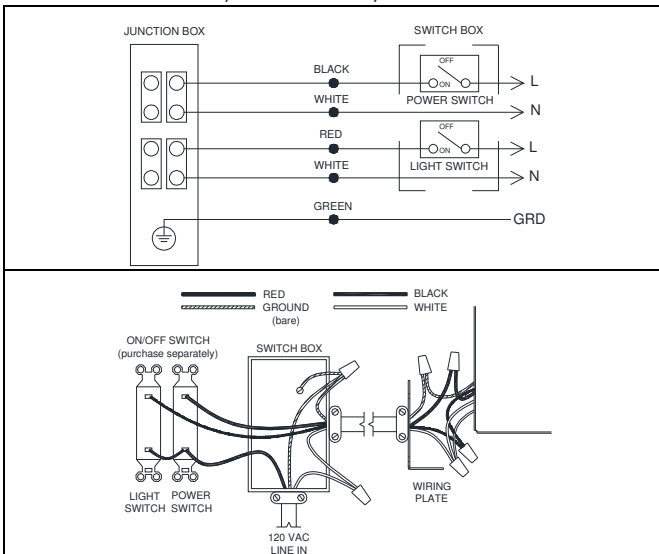 JUNCTION BOX
SWITCH BOX
OFF
BLACK
ON
L
POWER SWITCH
WHITE
N
OFF
RED
ON
L
LIGHT SWITCH
WHITE
N
GREEN
GRD
RED
BLACK
GROUND
(bare)
WHITE
ON/OFF SWITCH
(purchase separately)
SWITCH BOX
LIGHT SWITCH
POWER SWITCH
WIRING
PLATE
120 VAC
LINE IN